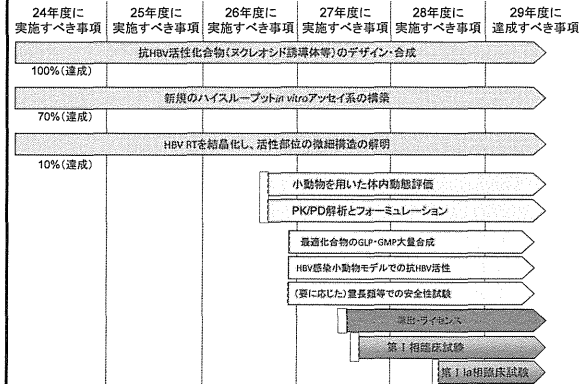 24年度に 25年度に 26年度に 27年度に 28年度に 29年度に
実施すべき事項 実施すべき事項 実施すべき事項 実施すべき事項 実施すべき事項 達成すべき事項
抗HBV活性化合物(ヌクレオシド誘導体等)のデザイン・合成
100%(達成)
新規のハイスループットin vitroアッセイ系の構築
70%(達成)
HBV RTを結晶化し、活性部位の微細構造の解明
10%(達成)
小動物を用いた体内動態評価
PK/PD解析とフォーミュレーション
最適化合物のGLP・GMP大量合成
HBV感染小動物モデルでの抗HBV活性
(要に応じた)霊長類等での安全性試験
導出・ライセンス
第Ⅰ相臨床試験
第Ⅰ Ia相臨床試験